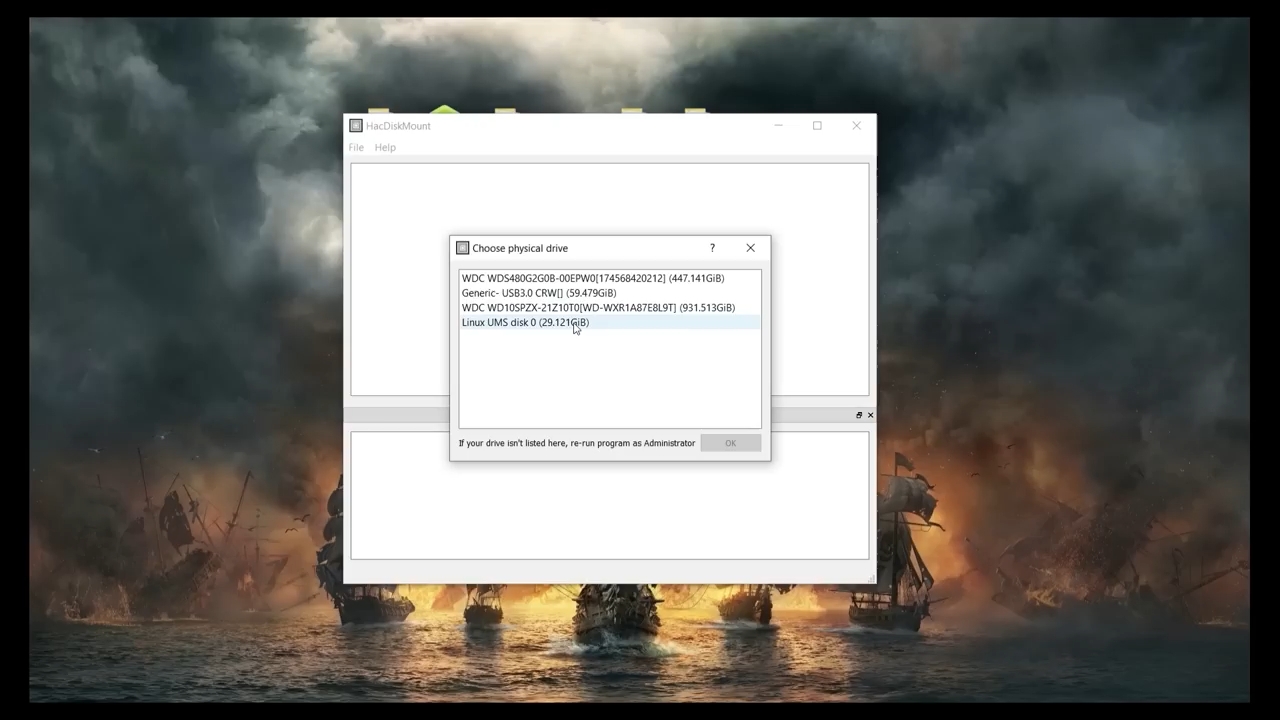 HacDiskMount
File Help
Choose physical drive ?
WDC WDS480G2G0B-00EPW0[174568420212] (447.141GiB)
Generic- USB3.0 CRW[] (59.479GiB)
WDC WD10SPZX-21Z10T0[WD-WXR1A87E8L9T] (931.513GiB)
Linux UMS disk 0 (29.121GiB)
If your drive isn't listed here, re-run program as Administrator OK